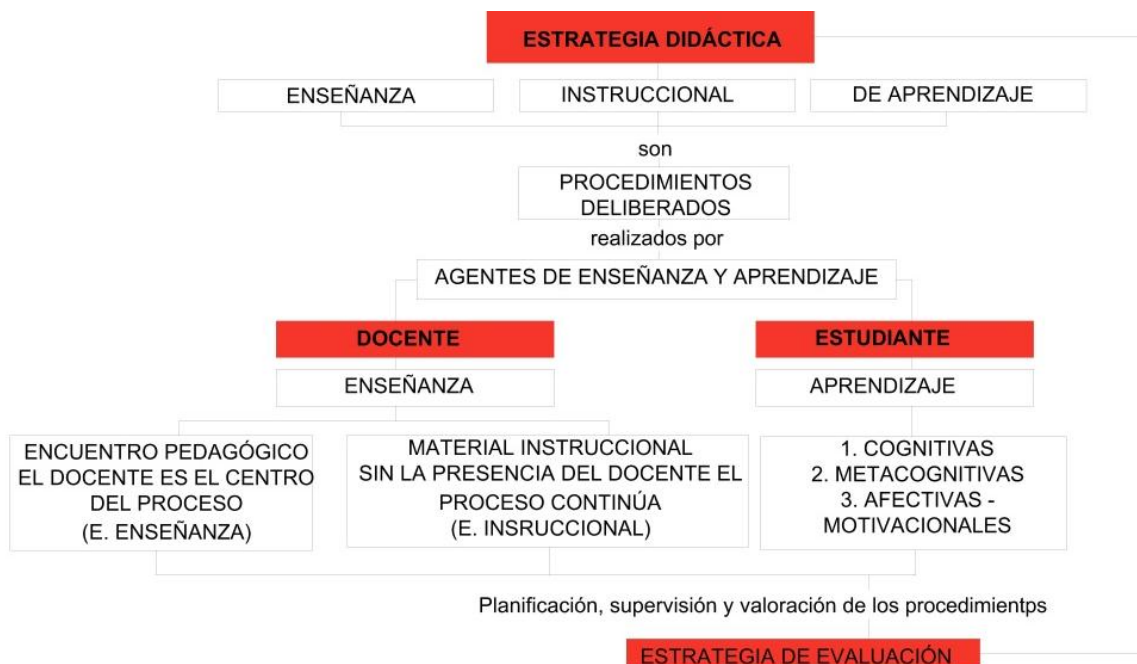 ESTRATEGIA DIDÁCTICA
ENSEÑANZA
INSTRUCCIONAL
DE APRENDIZAJE
son
PROCEDIMIENTOS
DELIBERADOS
realizados por
AGENTES DE ENSEÑANZA Y APRENDIZAJE
DOCENTE
ESTUDIANTE
ENSEÑANZA
APRENDIZAJE
ENCUENTRO PEDAGÓGICO
EL DOCENTE ES EL CENTRO
DEL PROCESO
(E. ENSEÑANZA)
MATERIAL INSTRUCCIONAL
SIN LA PRESENCIA DEL DOCENTE EL
PROCESO CONTINÚA
(E. INSRUCCIONAL)
1. COGNITIVAS
2. METACOGNITIVAS
3. AFECTIVAS -
MOTIVACIONALES
Planificación, supervisión y valoración de los procedimientps
ESTRATEGIA DE EVALUACIÓN